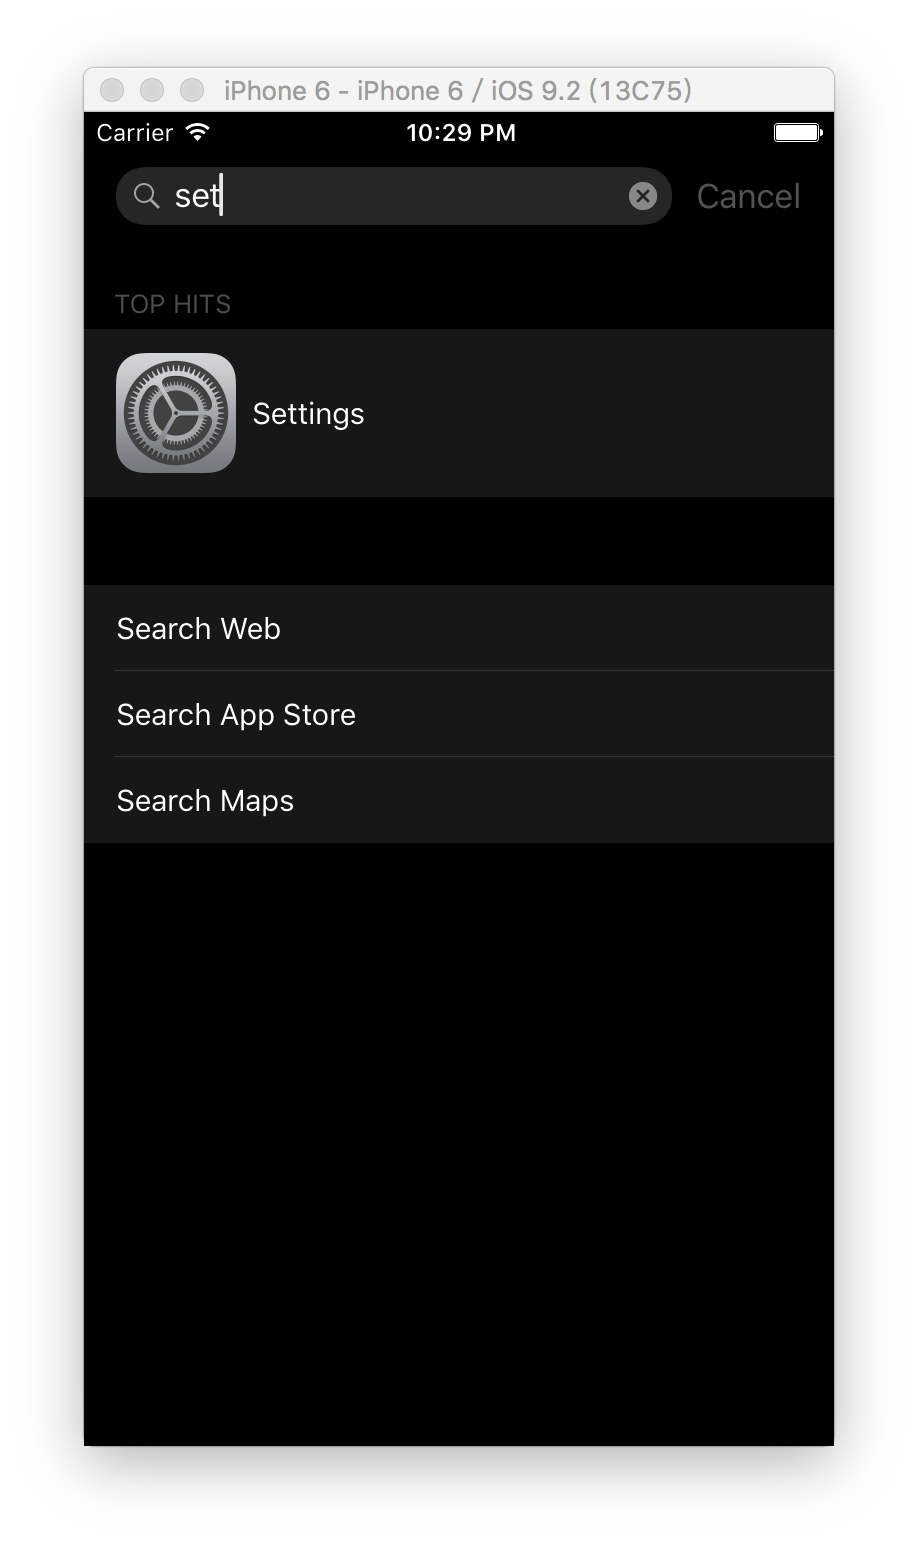 iPhone 6 - iPhone 6 / iOS 9.2 (13C75)
Carrier 10:29 PM
set Cancel
TOP HITS
Settings
Search Web
Search App Store
Search Maps